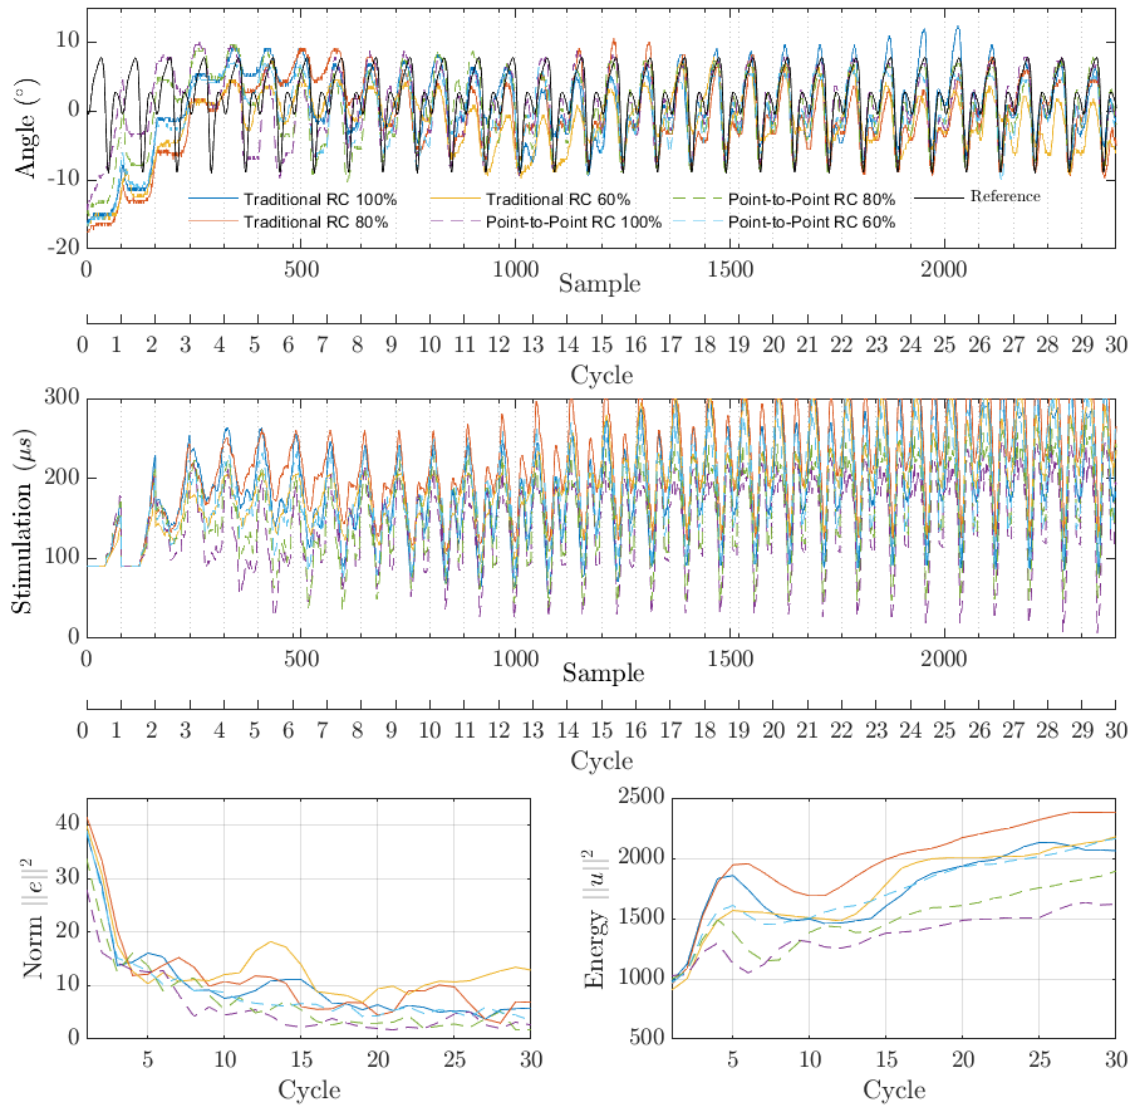 10
0
-10
-20
Angle (°)
Traditional RC 100%
Traditional RC 60%
Point-to-Point RC 80%
Reference
Traditional RC 80%
Point-to-Point RC 100%
Point-to-Point RC 60%
0 500 1000 1500 2000
Sample
0 1 2 3 4 5 6 7 8 9 10 11 12 13 14 15 16 17 18 19 20 21 22 23 24 25 26 27 28 29 30
Cycle
300
200
100
0
Stimulation (μs)
0 500 1000 1500 2000
Sample
0 1 2 3 4 5 6 7 8 9 10 11 12 13 14 15 16 17 18 19 20 21 22 23 24 25 26 27 28 29 30
Cycle
40
30
20
10
0
Norm ||e||²
5 10 15 20 25 30
Cycle
2500
2000
1500
1000
500
Energy ||u||²
5 10 15 20 25 30
Cycle